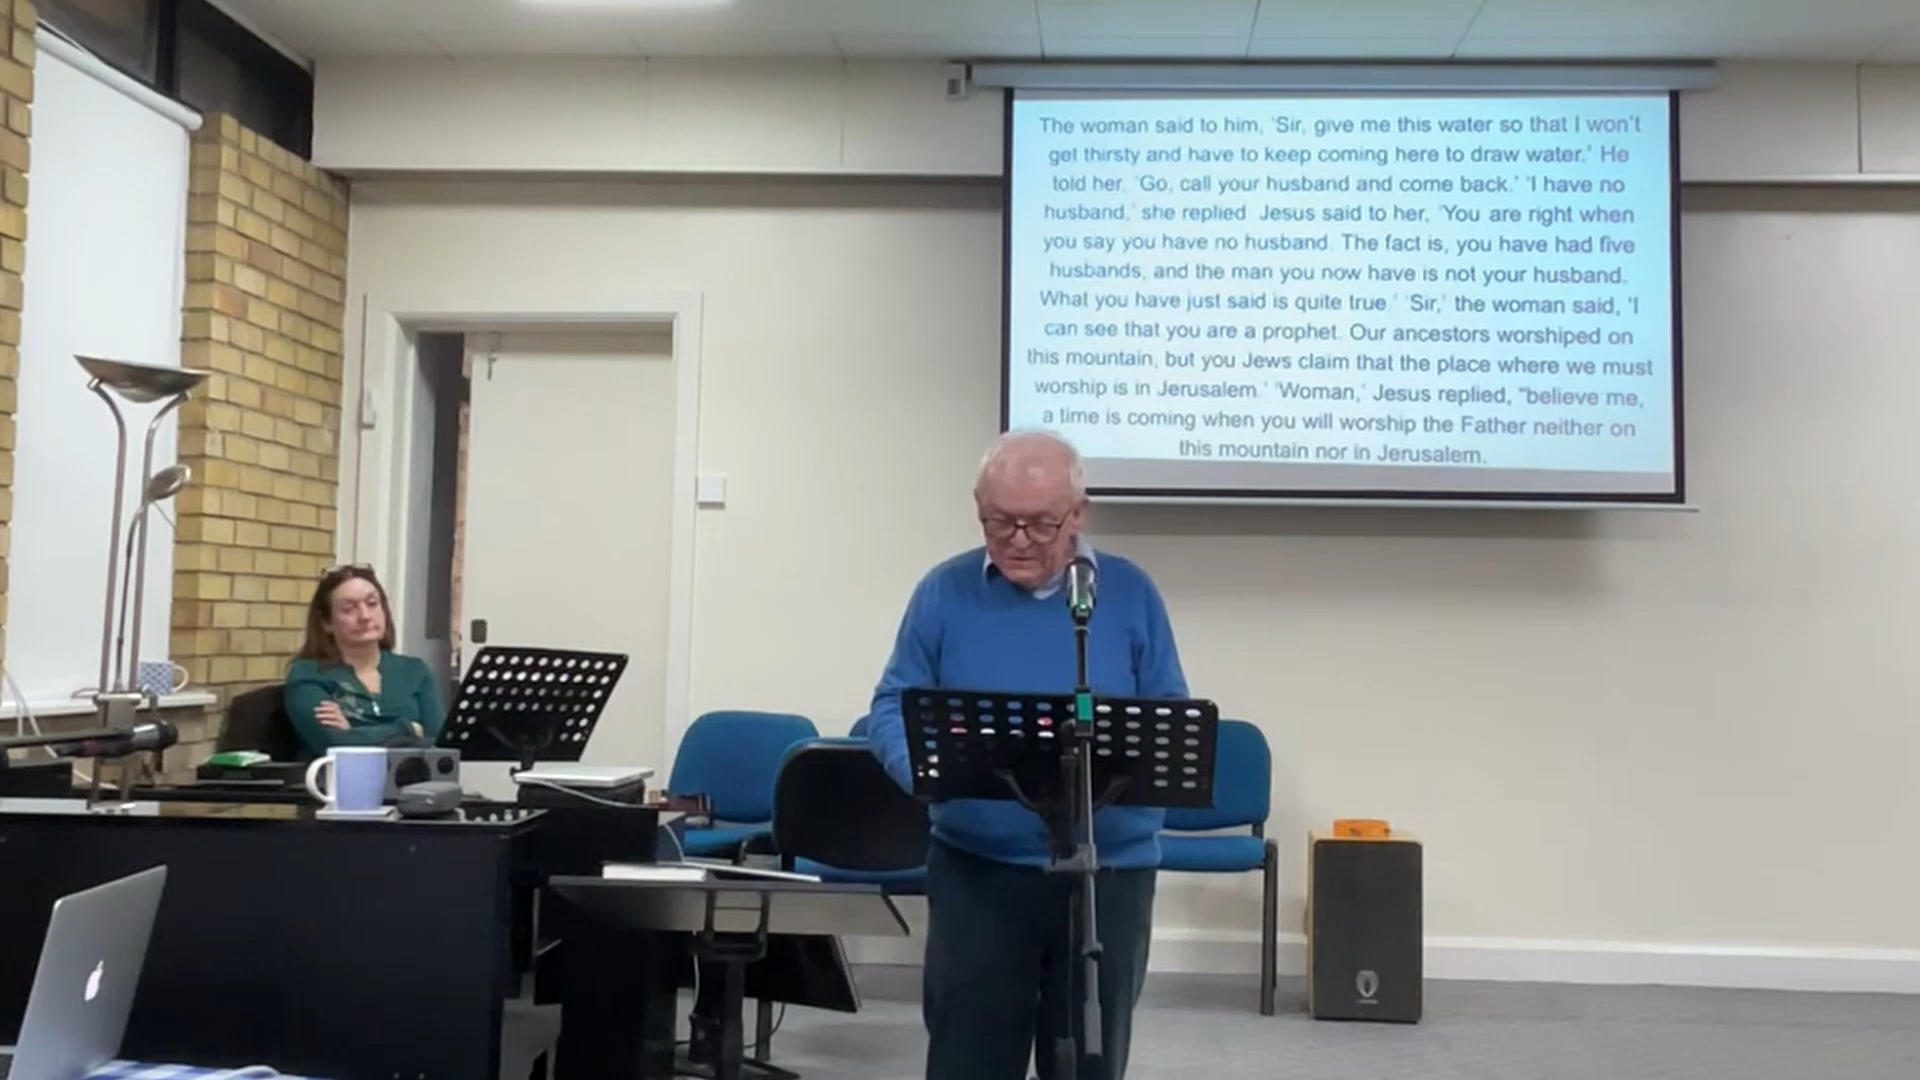 The woman said to him, 'Sir, give me this water so that I won't
get thirsty and have to keep coming here to draw water.' He
told her, 'Go, call your husband and come back.' 'I have no
husband,' she replied. Jesus said to her, 'You are right when
you say you have no husband. The fact is, you have had five
husbands, and the man you now have is not your husband.
What you have just said is quite true.' 'Sir,' the woman said, 'I
can see that you are a prophet. Our ancestors worshiped on
this mountain, but you Jews claim that the place where we must
worship is in Jerusalem.' 'Woman,' Jesus replied, "believe me,
a time is coming when you will worship the Father neither on
this mountain nor in Jerusalem.